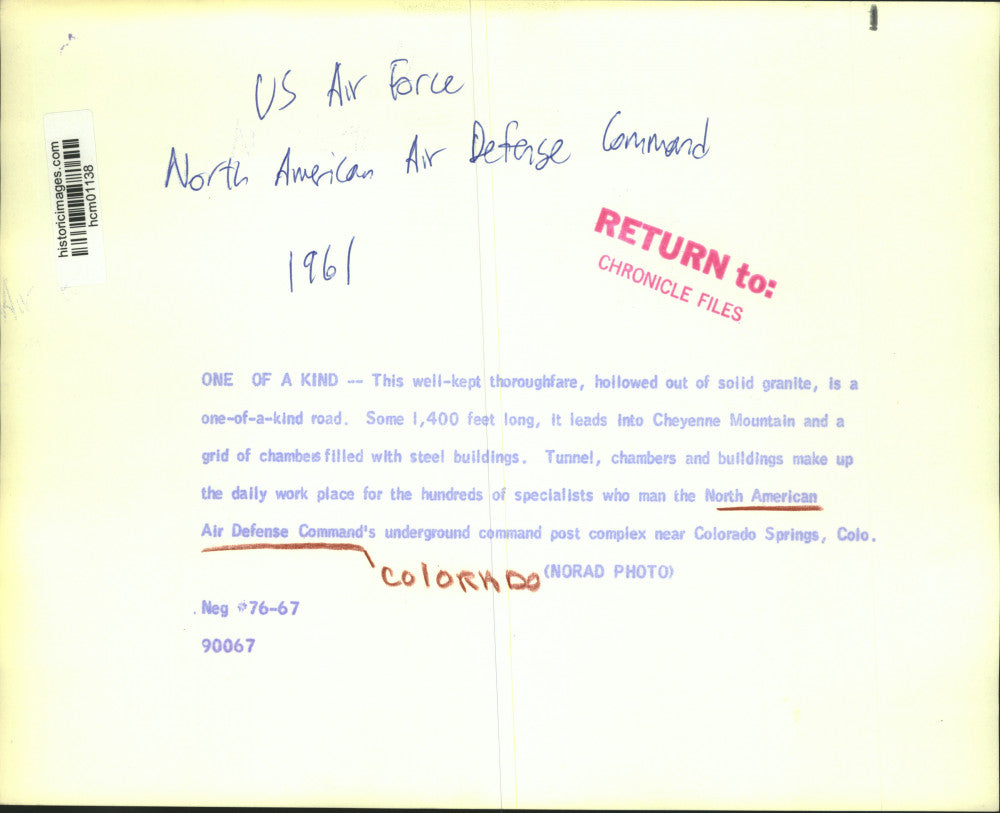 US Air Force
North American Air Defense Command
historicimages.com
hcm01138
1961
RETURN to:
CHRONICLE FILES
ONE OF A KIND -- This well-kept thoroughfare, hollowed out of solid granite, is a
one-of-a-kind road. Some 1,400 feet long, it leads into Cheyenne Mountain and a
grid of chambers filled with steel buildings. Tunnel, chambers and buildings make up
the daily work place for the hundreds of specialists who man the North American
Air Defense Command's underground command post complex near Colorado Springs, Colo.
COLORADO
(NORAD PHOTO)
Neg #76-67
90067
Air